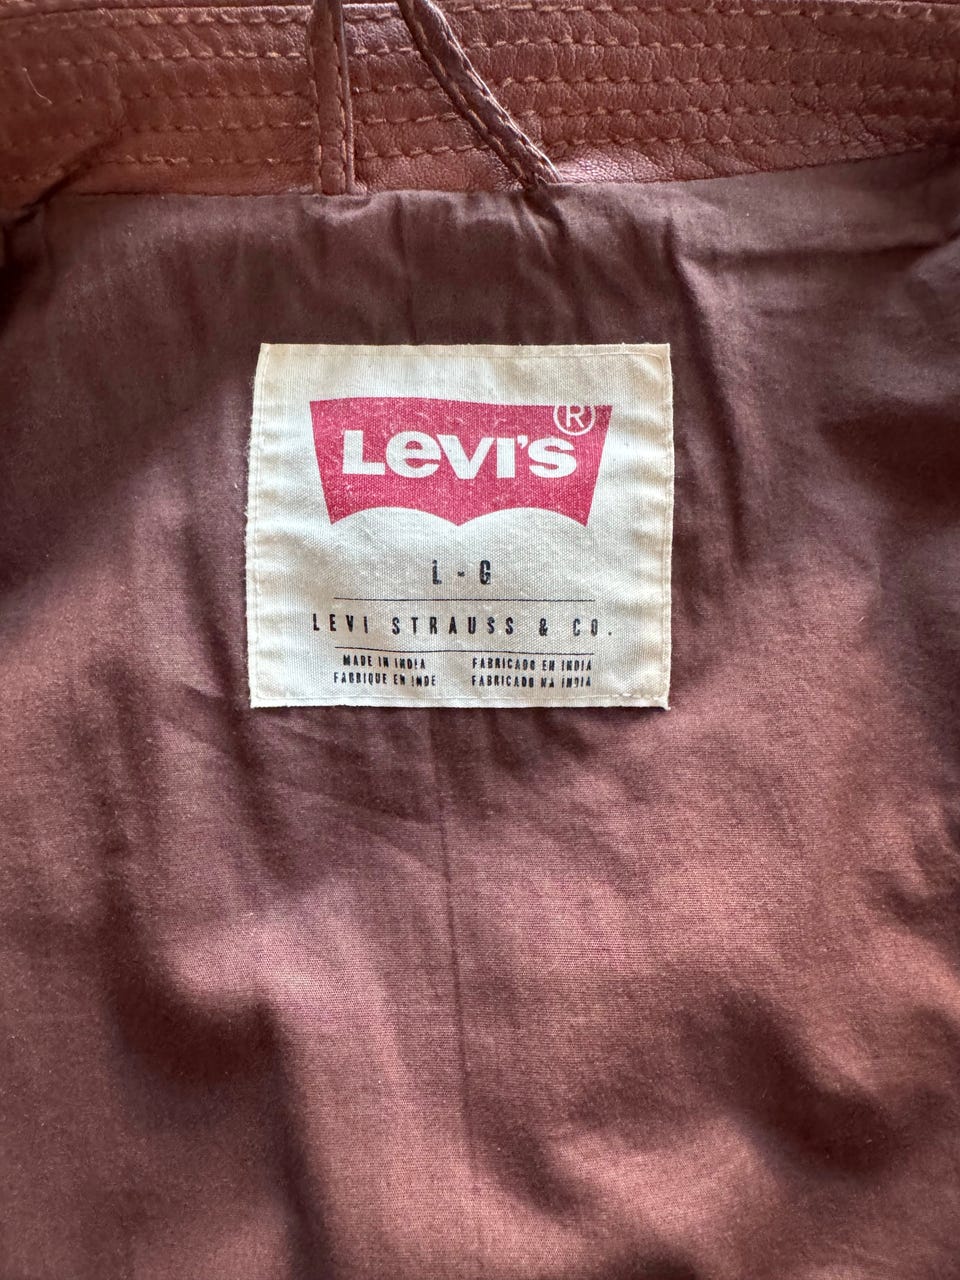 Levi's ®
L - G
LEVI STRAUSS & CO.
MADE IN INDIA
FABRIQUE EN INDE
FABRICADO EN INDIA
FABRICADO NA INDIA